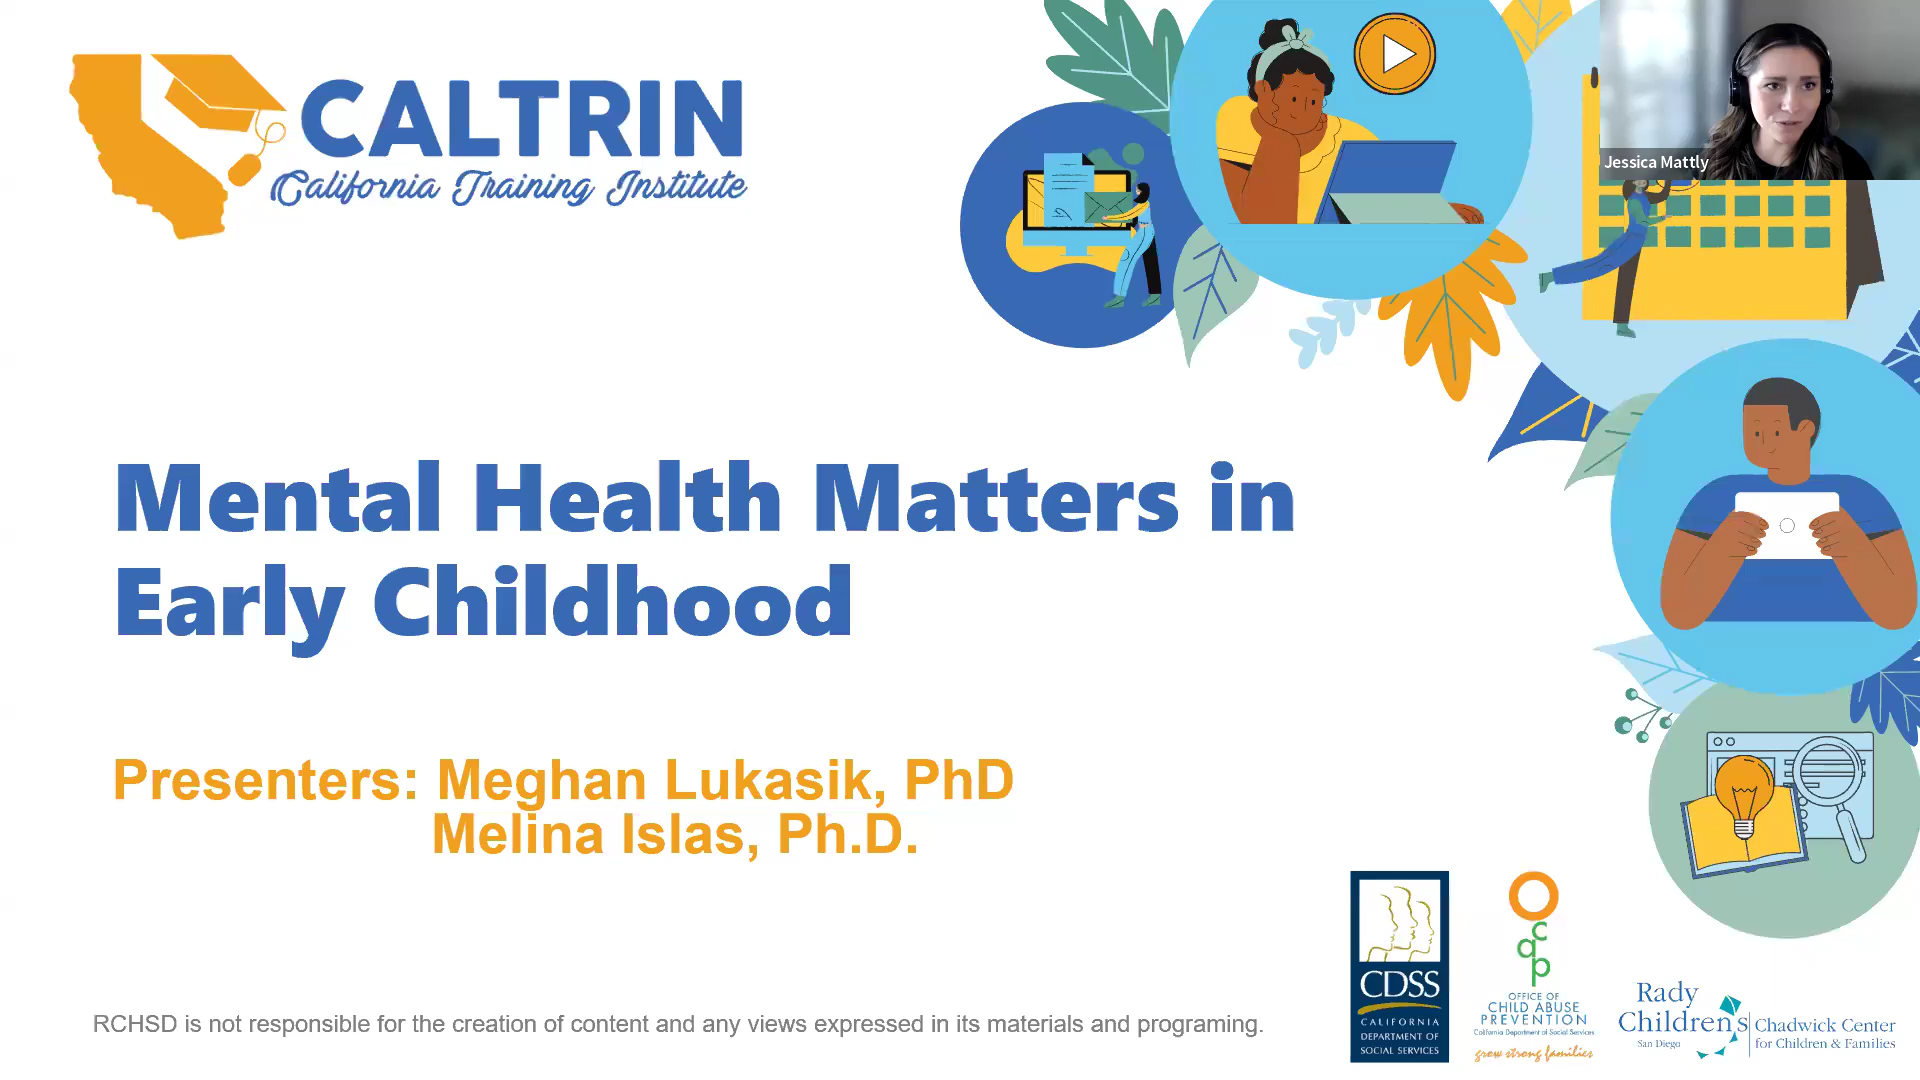 CALTRIN
California Training Institute
Jessica Mattly
Mental Health Matters in
Early Childhood
Presenters: Meghan Lukasik, PhD
Melina Islas, Ph.D.
RCHSD is not responsible for the creation of content and any views expressed in its materials and programing.
CDSS
CALIFORNIA
DEPARTMENT OF
SOCIAL SERVICES
ocap
OFFICE OF
CHILD ABUSE
PREVENTION
California Department of Social Services
grow strong families
Rady
Children's
San Diego
Chadwick Center
for Children & Families